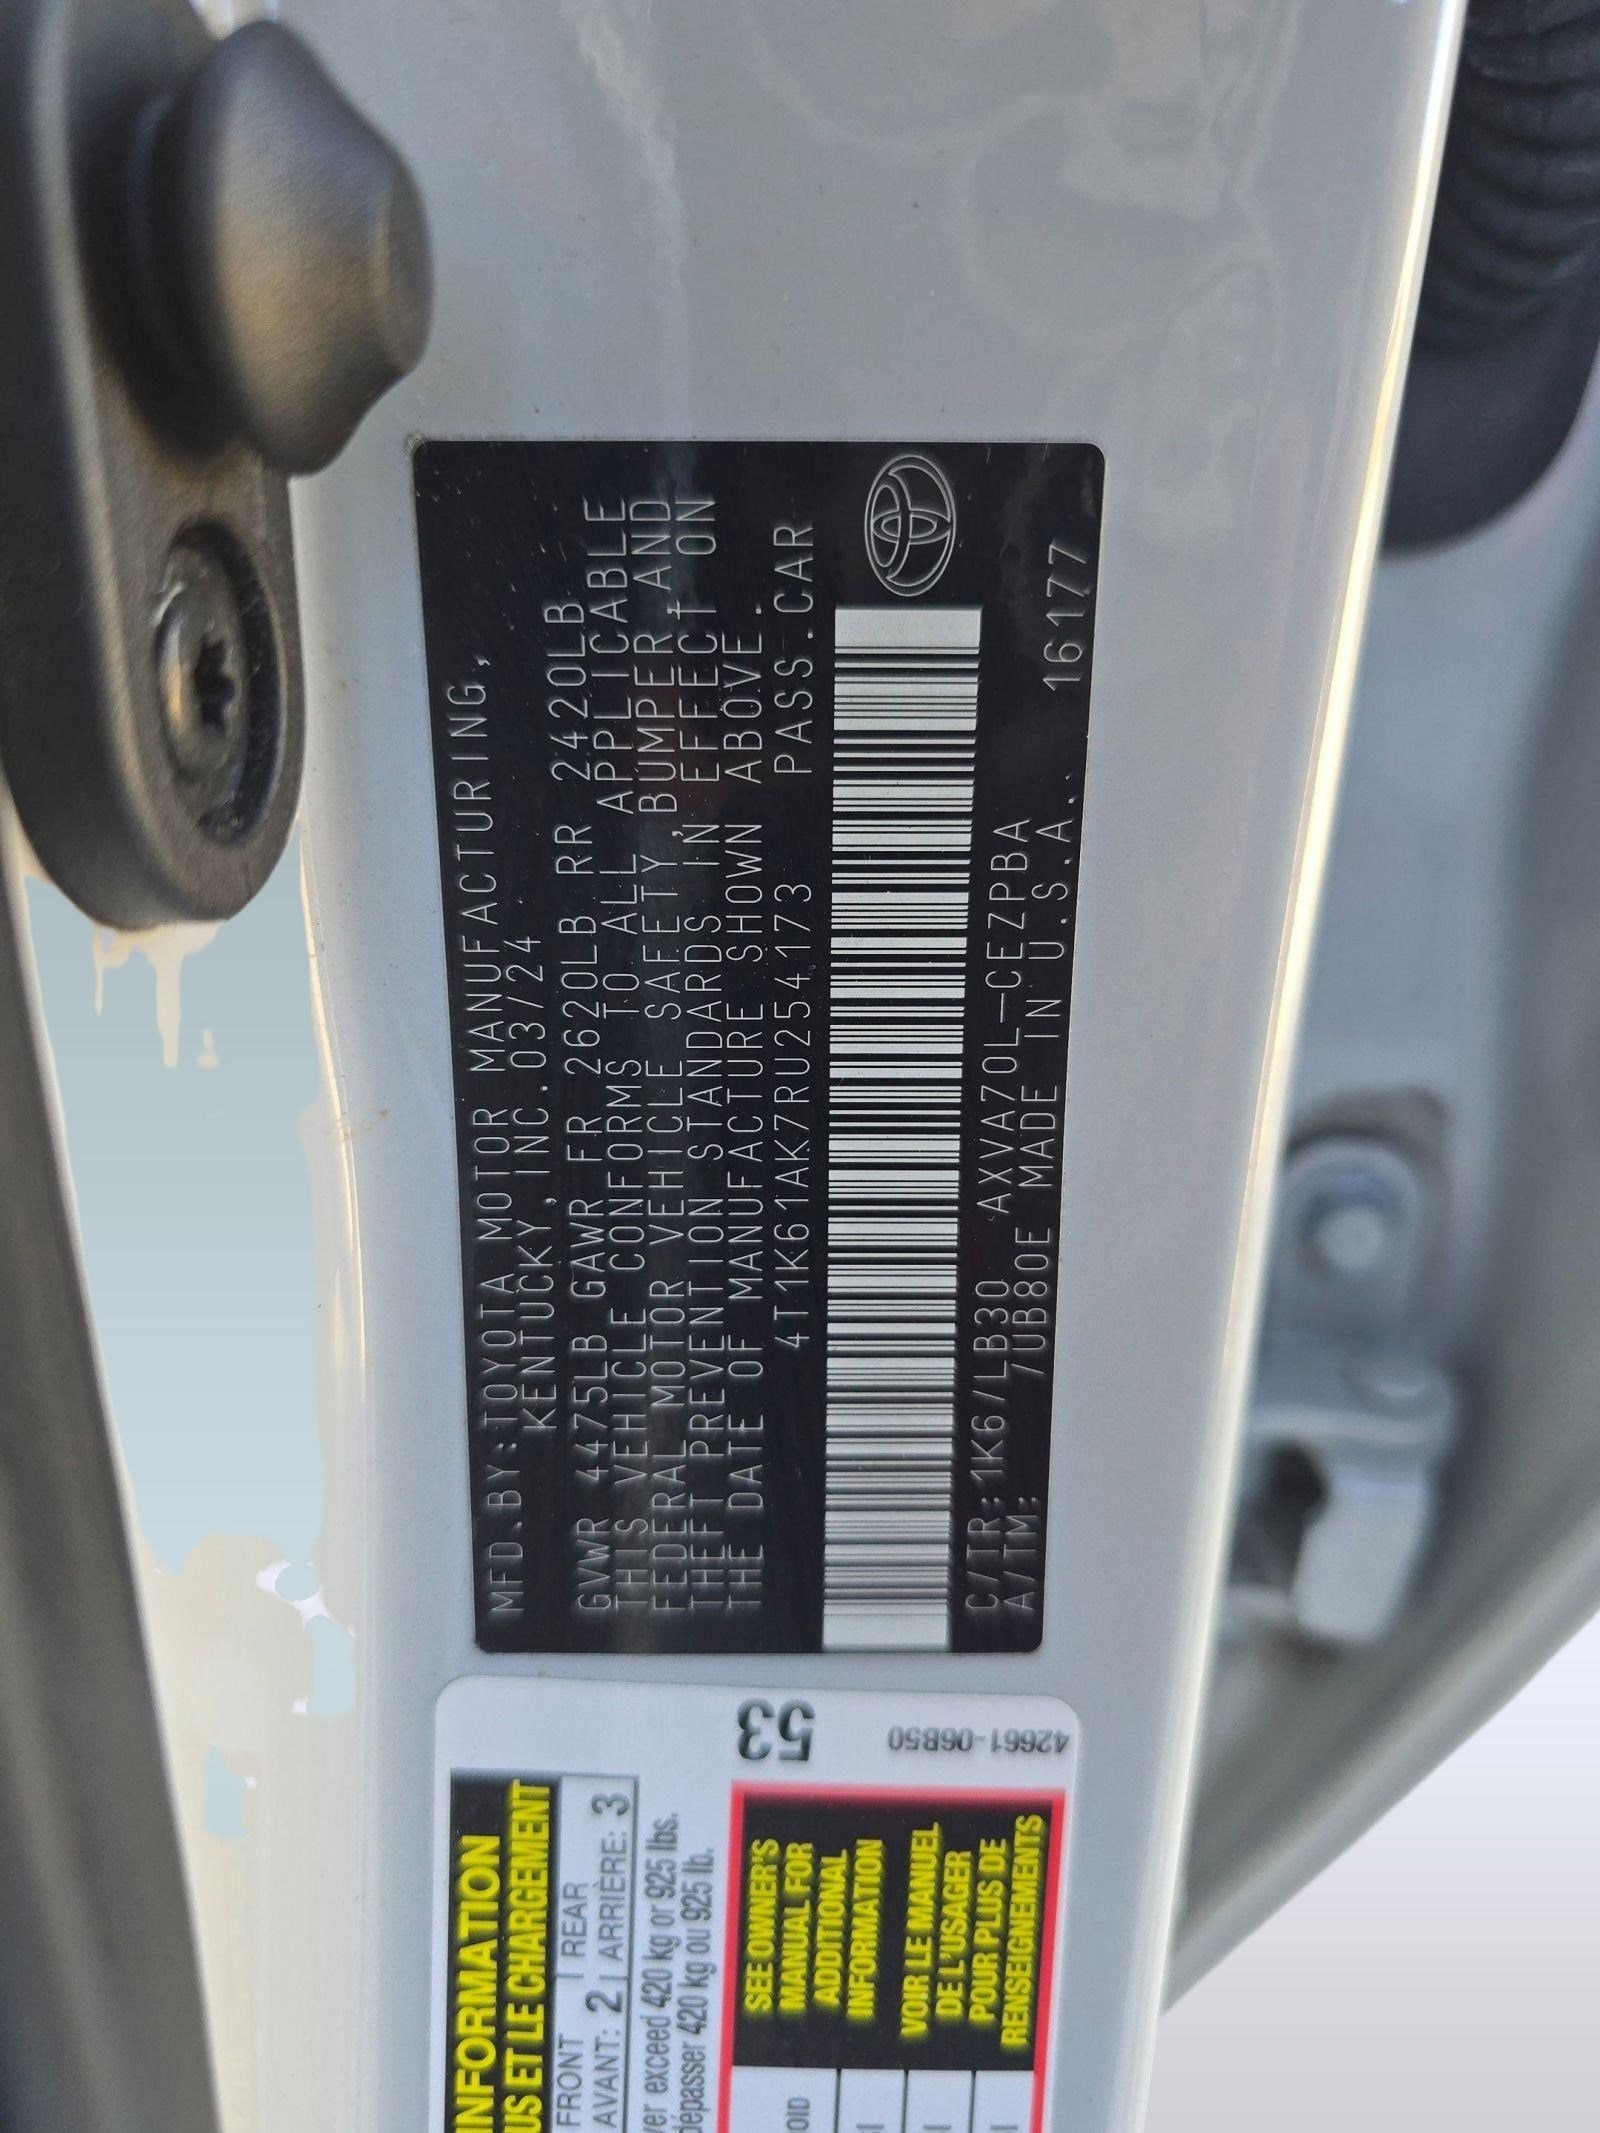 MFD.BY:TOYOTA MOTOR MANUFACTURING,
KENTUCKY, INC. 03/24
GVWR 4475LB GAWR FR 2620LB RR 2420LB
THIS VEHICLE CONFORMS TO ALL APPLICABLE
FEDERAL MOTOR VEHICLE SAFETY, BUMPER, AND
THEFT PREVENTION STANDARDS IN EFFECT ON
THE DATE OF MANUFACTURE SHOWN ABOVE.
4T1K61AK7RU254173 PASS.CAR
C/TR: 1K6/LB30 AXVA70L-CEZPBA
A/TM: /UB80E MADE IN U.S.A. 16177
INFORMATION
US ET LE CHARGEMENT
FRONT | REAR
AVANT: 2 | ARRIÈRE: 3
ver exceed 420 kg or 925 lbs.
dépasser 420 kg ou 925 lb.
53
42661-06B50
SEE OWNER'S
MANUAL FOR
ADDITIONAL
INFORMATION
VOIR LE MANUEL
DE L'USAGER
POUR PLUS DE
RENSEIGNEMENTS